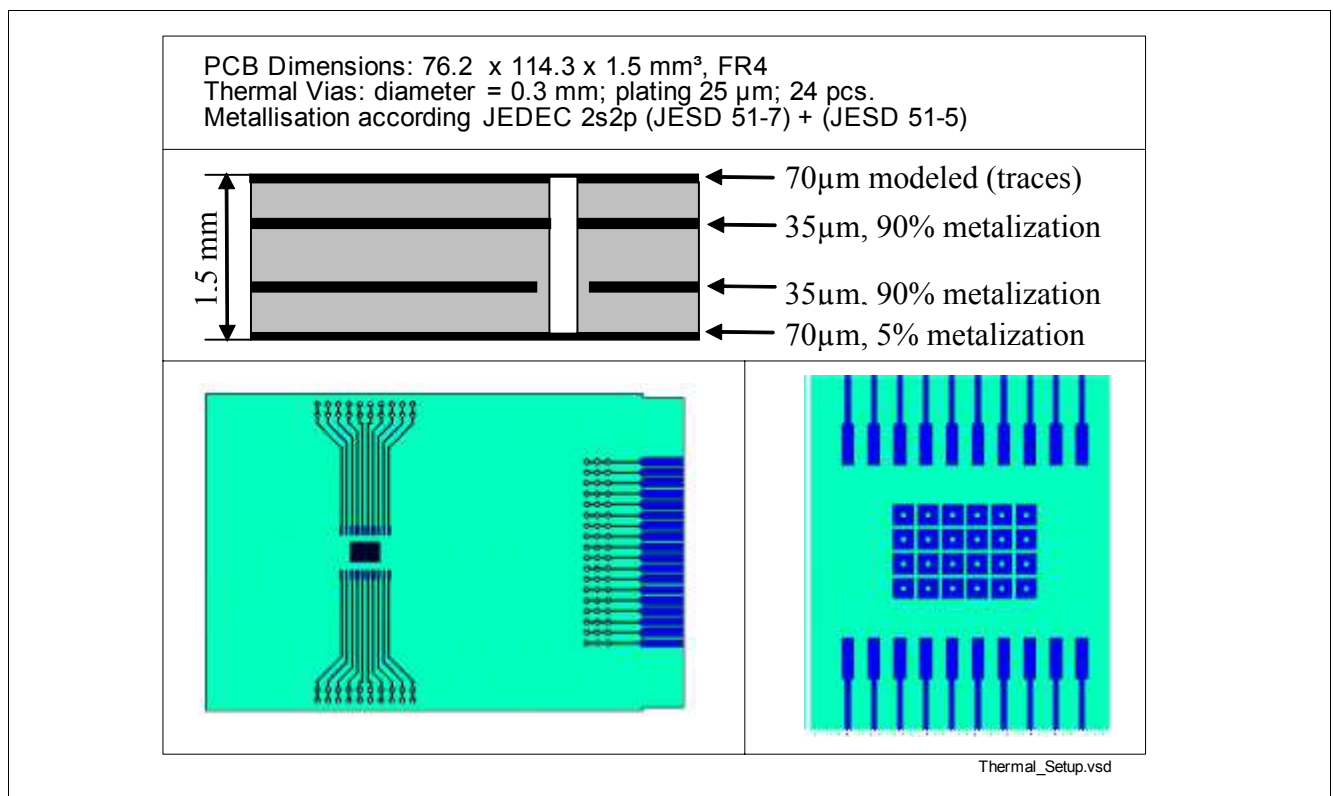 PCB Dimensions: 76.2 x 114.3 x 1.5 mm³, FR4
Thermal Vias: diameter = 0.3 mm; plating 25 µm; 24 pcs.
Metallisation according JEDEC 2s2p (JESD 51-7) + (JESD 51-5)
1.5 mm
70µm modeled (traces)
35µm, 90% metalization
35µm, 90% metalization
70µm, 5% metalization
Thermal_Setup.vsd